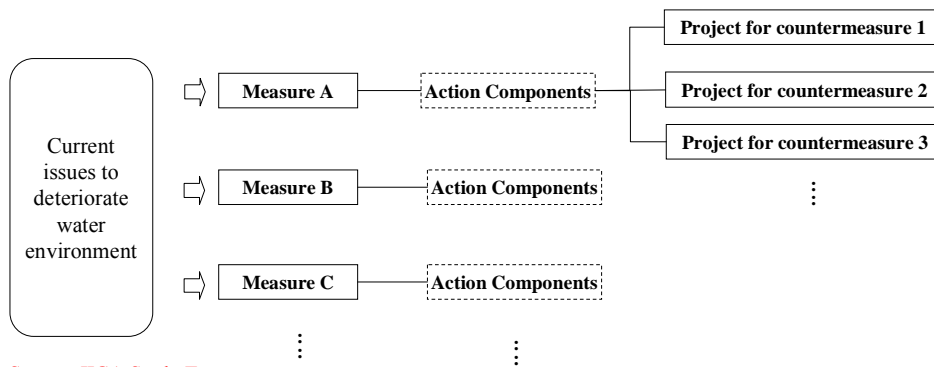 Project for countermeasure 1
Measure A
Action Components
Project for countermeasure 2
Project for countermeasure 3
Current
issues to
deteriorate
water
environment
Measure B
Action Components
Measure C
Action Components